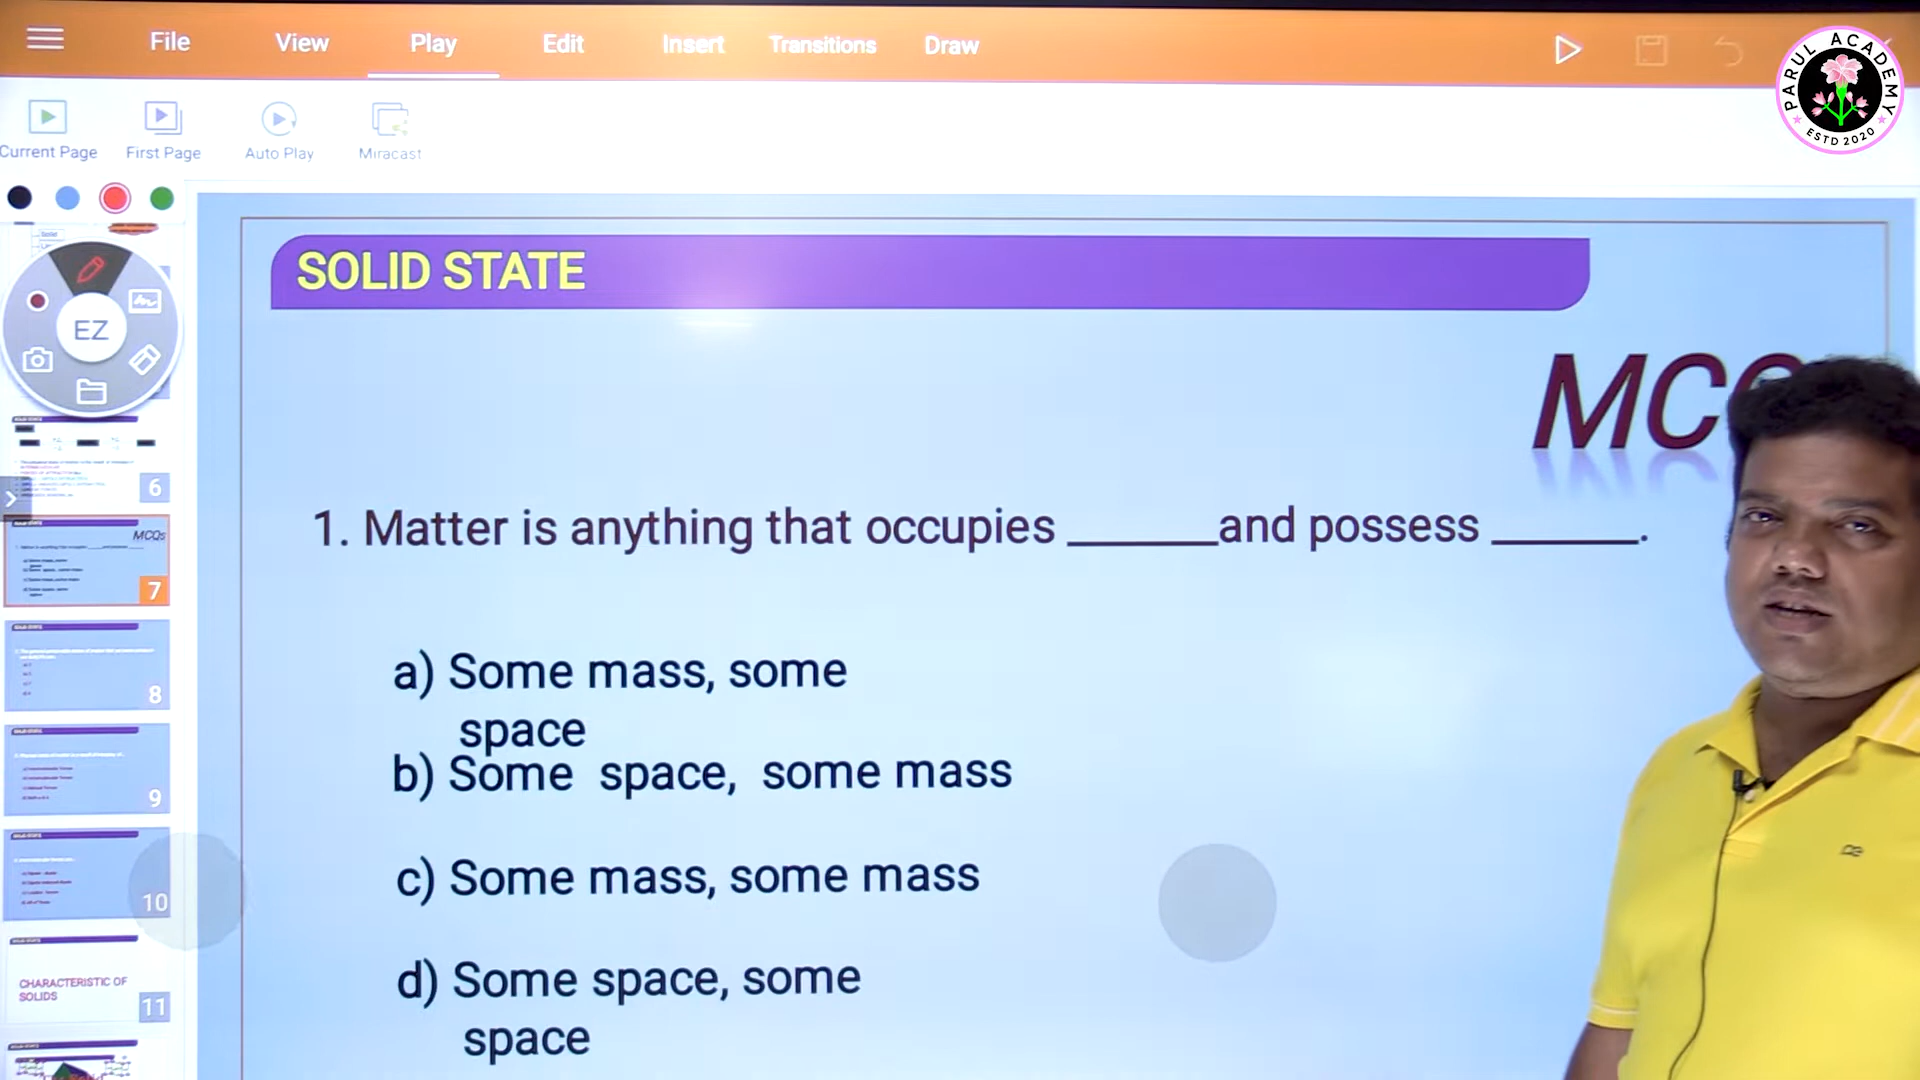 File View Play Edit Insert Transitions Draw
PARUL ACADEMY
ESTD 2020
Current Page First Page Auto Play Miracast
EZ
SOLID STATE
MCQ
1. Matter is anything that occupies ______and possess ______.
a) Some mass, some
space
b) Some space, some mass
c) Some mass, some mass
d) Some space, some
space
6
MCQs
7
8
9
10
CHARACTERISTIC OF
SOLIDS
11